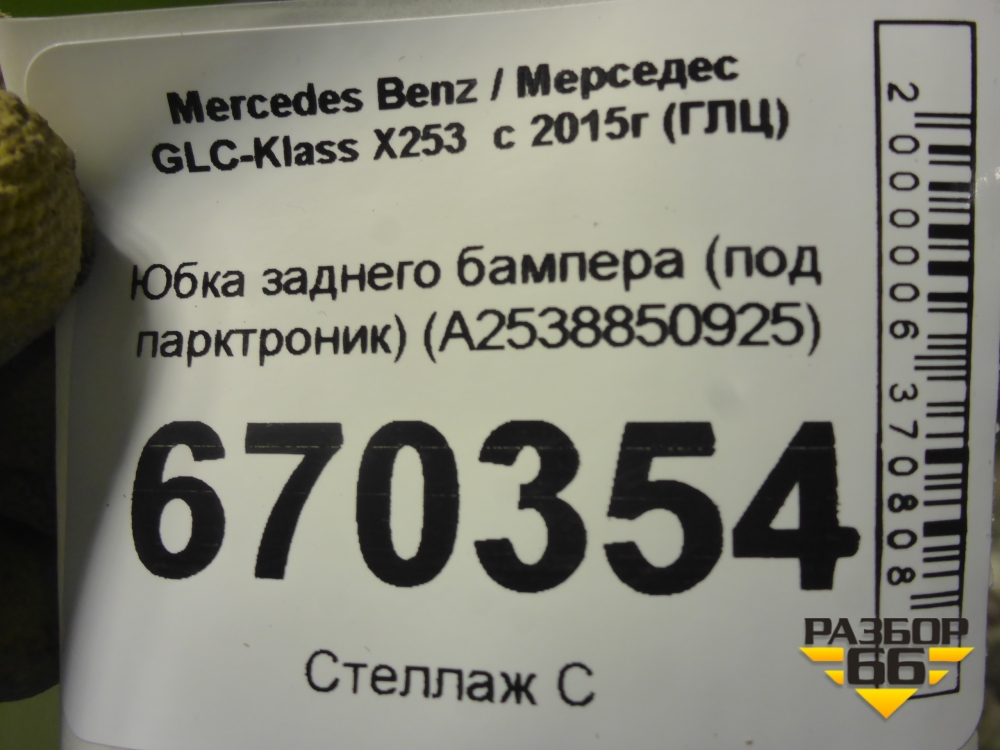 Mercedes Benz / Мерседес
GLC-Klass X253 с 2015г (ГЛЦ)
Юбка заднего бампера (под
парктроник) (A2538850925)
670354
Стеллаж С
2000006370808
РАЗБОР
66